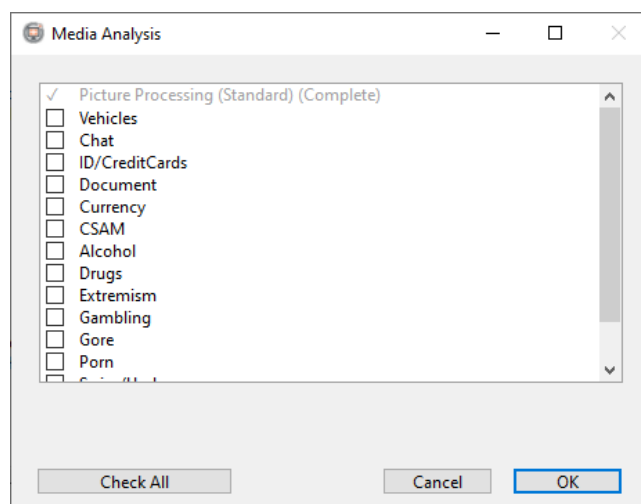 Media Analysis
Picture Processing (Standard) (Complete)
Vehicles
Chat
ID/CreditCards
Document
Currency
CSAM
Alcohol
Drugs
Extremism
Gambling
Gore
Porn
Check All
Cancel
OK